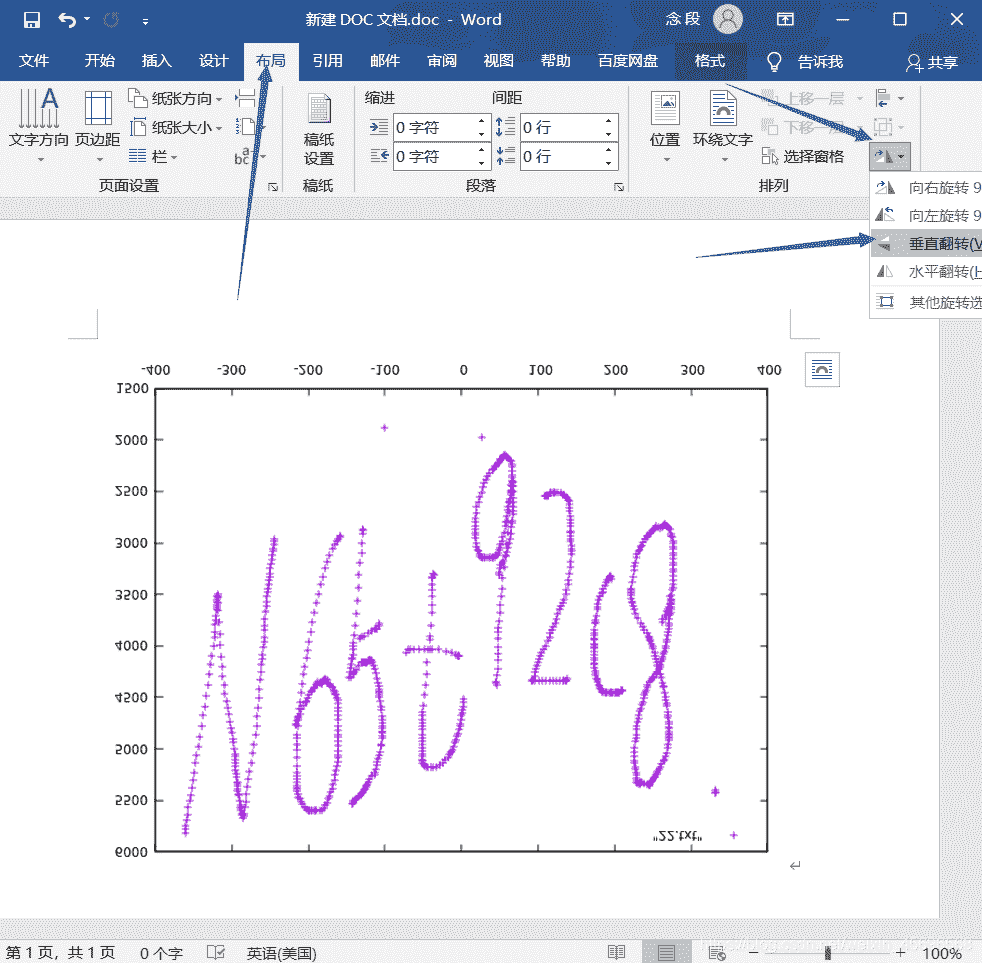 新建 DOC 文档.doc - Word 念 段
文件 开始 插入 设计 布局 引用 邮件 审阅 视图 帮助 百度网盘 格式 告诉我 共享
文字方向 页边距 纸张方向 纸张大小 栏 页面设置
稿纸设置 稿纸
缩进 间距
0 字符 0 行
0 字符 0 行
段落
位置 环绕文字 上移一层 下移一层 选择窗格 排列
向右旋转 9
向左旋转 9
垂直翻转(V
水平翻转(H
其他旋转选
-400 -300 -200 -100 0 100 200 300 400
1500
2000
2500
3000
3500
4000
4500
5000
5500
6000
N65t92c8
"22.txt"
第 1 页，共 1 页 0 个字 英语(美国) 100%